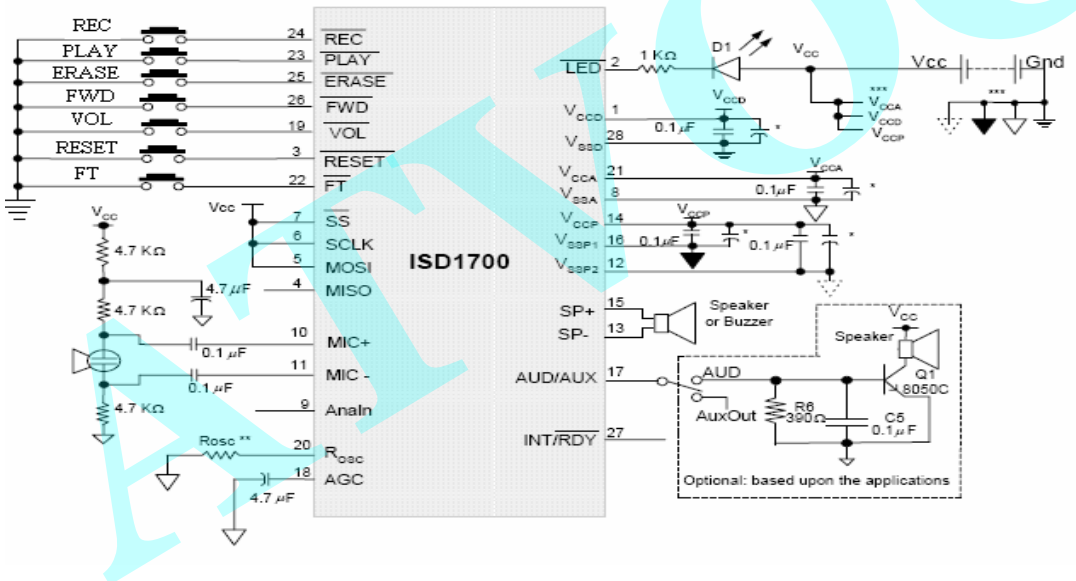 REC
PLAY
ERASE
FWD
VOL
RESET
FT
24 REC
23 PLAY
25 ERASE
26 FWD
19 VOL
3 RESET
22 FT
Vcc
7 SS
6 SCLK
5 MOSI
4 MISO
VCC
4.7 KΩ
4.7 KΩ
4.7 μF
10 MIC+
0.1 μF
11 MIC -
0.1 μF
4.7 KΩ
9 AnaIn
Rosc **
20 ROSC
18 AGC
4.7 μF
ISD1700
LED 2
1 KΩ
D1
VCC
Vcc
Gnd
***
VCCA
VCCD
VCCP
***
VCCD 1
VCCD
0.1 μF
*
VSSD 28
VCCA 21
VCCA
0.1 μF
*
VSSA 8
VCCP 14
VCCP
VSSP1 16
0.1 μF
*
0.1 μF
*
VSSP2 12
SP+ 15
SP- 13
Speaker
or Buzzer
AUD/AUX 17
AUD
AuxOut
VCC
Speaker
Q1
8050C
R6
390Ω
C5
0.1 μF
INT/RDY 27
Optional: based upon the applications
ATVOC